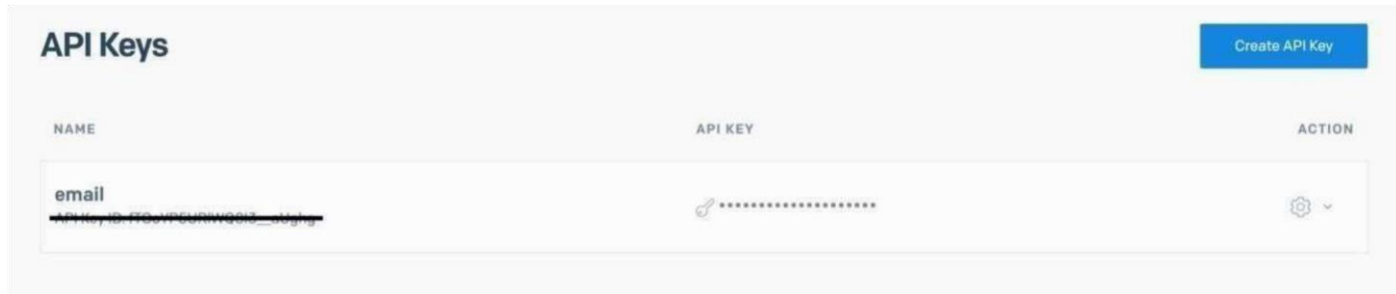 API Keys
Create API Key
NAME API KEY ACTION
email
********************